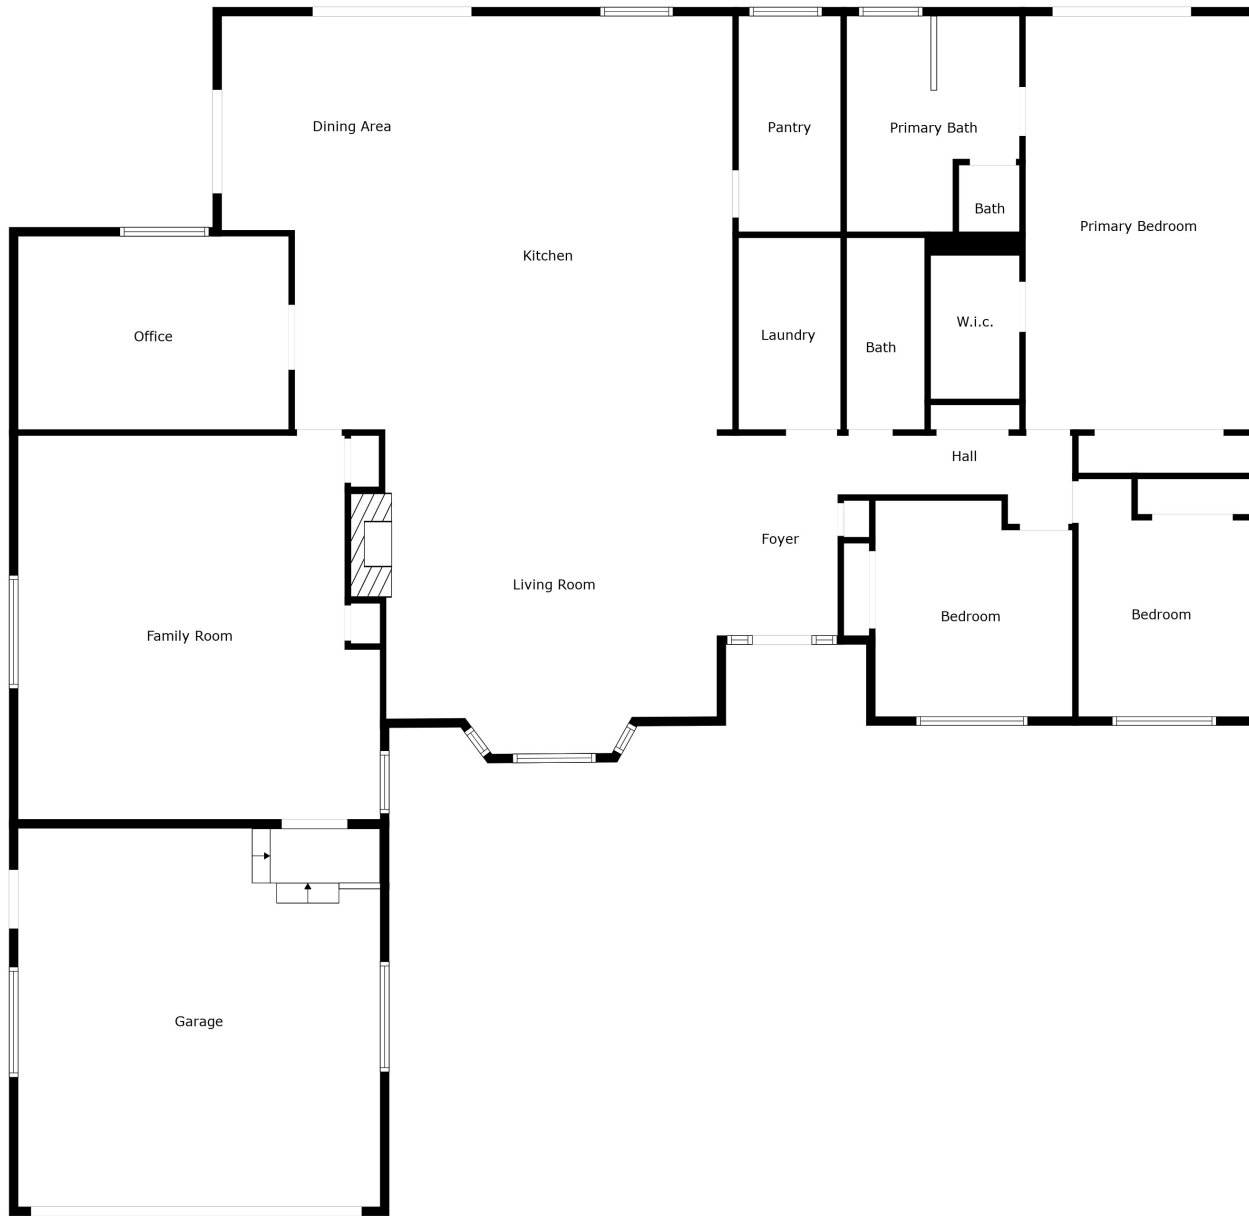 Dining Area
Pantry
Primary Bath
Bath
Primary Bedroom
Kitchen
Office
Laundry
Bath
W.i.c.
Hall
Foyer
Living Room
Family Room
Bedroom
Bedroom
Garage